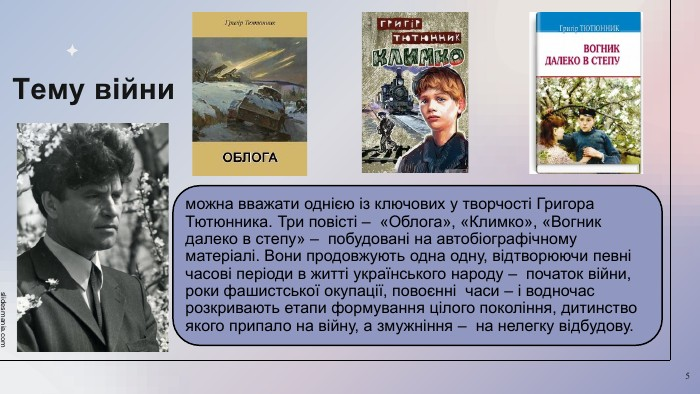 Григір Тютюнник
ОБЛОГА
ГРИГІР
ТЮТЮННИК
КЛИМКО
Григір ТЮТЮННИК
ВОГНИК
ДАЛЕКО В СТЕПУ
Тему війни
можна вважати однією із ключових у творчості Григора
Тютюнника. Три повісті – «Облога», «Климко», «Вогник
далеко в степу» – побудовані на автобіографічному
матеріалі. Вони продовжують одна одну, відтворюючи певні
часові періоди в житті українського народу – початок війни,
роки фашистської окупації, повоєнні часи – і водночас
розкривають етапи формування цілого покоління, дитинство
якого припало на війну, а змужніння – на нелегку відбудову.
slidesmania.com
5